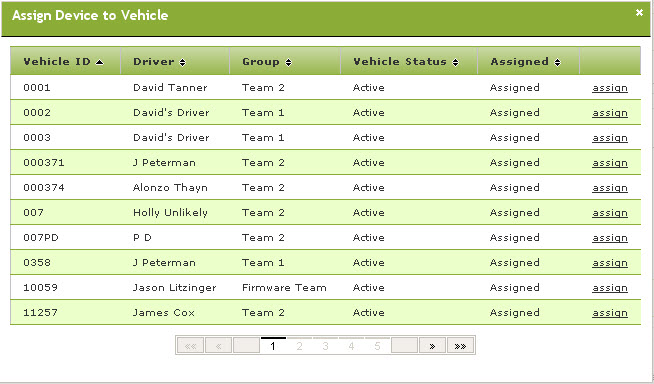 Assign Device to Vehicle ×
Vehicle ID Driver Group Vehicle Status Assigned
0001 David Tanner Team 2 Active Assigned assign
0002 David's Driver Team 1 Active Assigned assign
0003 David's Driver Team 1 Active Assigned assign
000371 J Peterman Team 2 Active Assigned assign
000374 Alonzo Thayn Team 2 Active Assigned assign
007 Holly Unlikely Team 2 Active Assigned assign
007PD P D Team 2 Active Assigned assign
0358 J Peterman Team 1 Active Assigned assign
10059 Jason Litzinger Firmware Team Active Assigned assign
11257 James Cox Team 2 Active Assigned assign
«« « 1 2 3 4 5 » »»